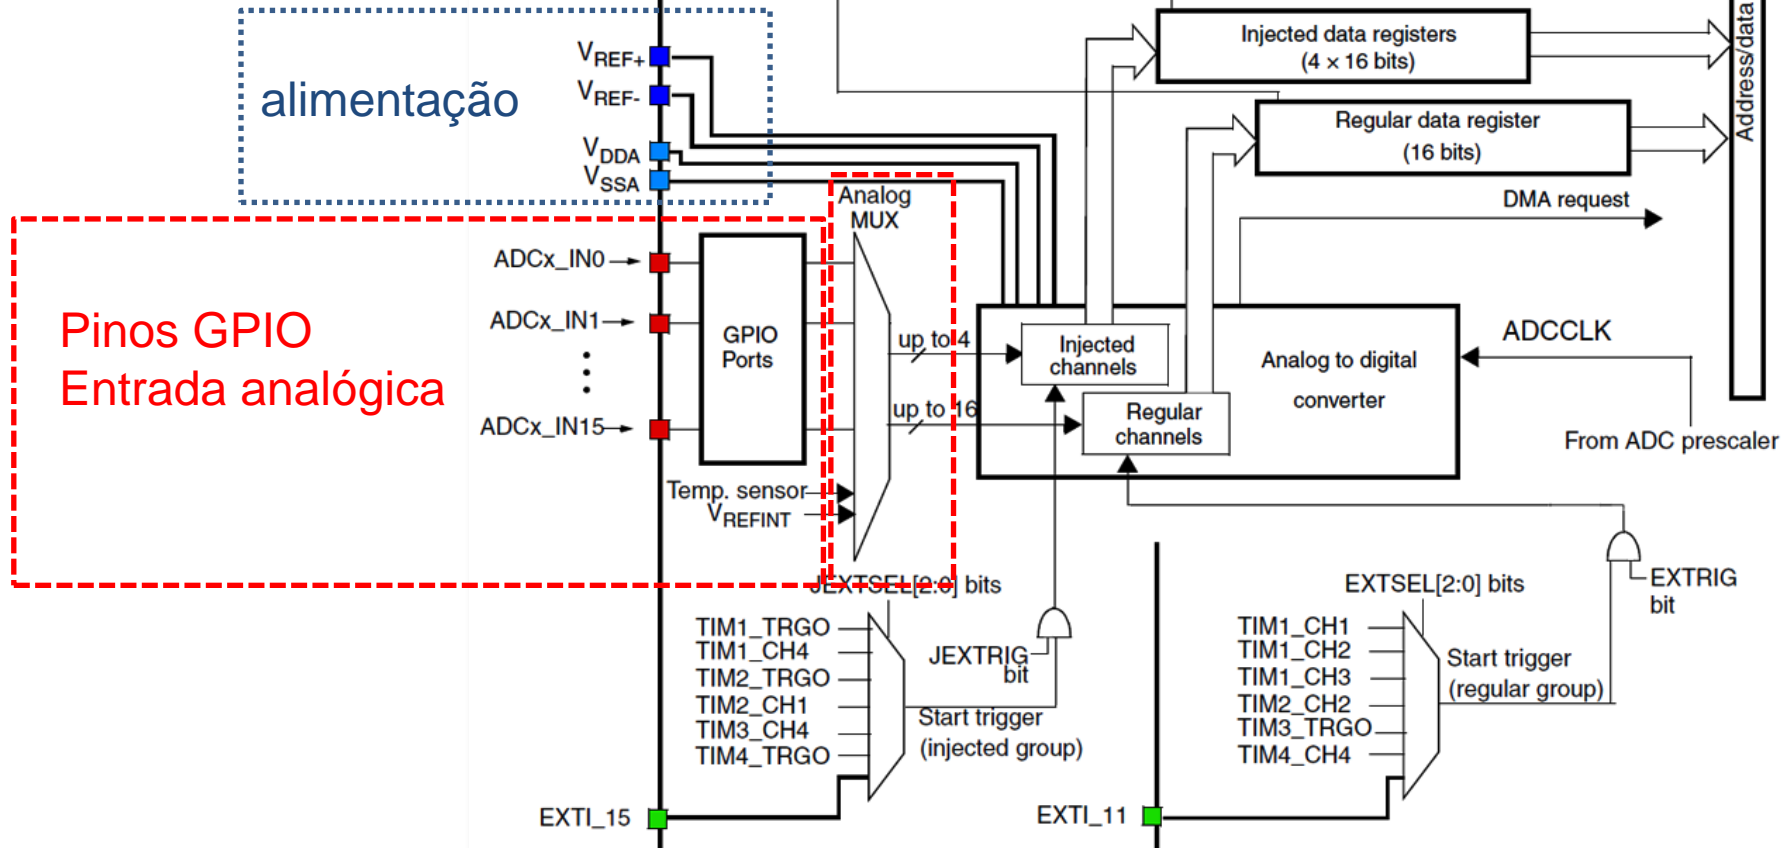 Injected data registers
(4 × 16 bits)
Address/data
VREF+
alimentação
VREF-
Regular data register
(16 bits)
VDDA
VSSA
Analog
MUX
DMA request
ADCx_IN0
Pinos GPIO
Entrada analógica
ADCx_IN1
GPIO
Ports
up to 4
Injected
channels
Analog to digital
converter
ADCCLK
ADCx_IN15
up to 16
Regular
channels
From ADC prescaler
Temp. sensor
VREFINT
JEXTSEL[2:0] bits
EXTSEL[2:0] bits
EXTRIG
bit
TIM1_TRGO
TIM1_CH4
TIM2_TRGO
TIM2_CH1
TIM3_CH4
TIM4_TRGO
JEXTRIG
bit
Start trigger
(injected group)
TIM1_CH1
TIM1_CH2
TIM1_CH3
TIM2_CH2
TIM3_TRGO
TIM4_CH4
Start trigger
(regular group)
EXTI_15
EXTI_11